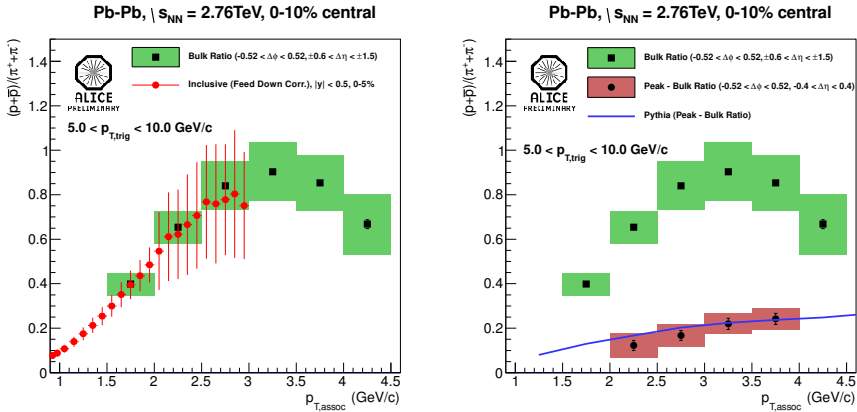 Pb-Pb, √s_NN = 2.76TeV, 0-10% central
(p+p̅)/(π⁺+π⁻)
1.4
1.2
1
0.8
0.6
0.4
0.2
0
ALICE
PRELIMINARY
Bulk Ratio (-0.52 < Δφ < 0.52,±0.6 < Δη < ±1.5)
Inclusive (Feed Down Corr.), |y| < 0.5, 0-5%
5.0 < p_T,trig < 10.0 GeV/c
1 1.5 2 2.5 3 3.5 4 4.5
p_T,assoc (GeV/c)
Pb-Pb, √s_NN = 2.76TeV, 0-10% central
(p+p̅)/(π⁺+π⁻)
1.4
1.2
1
0.8
0.6
0.4
0.2
0
ALICE
PRELIMINARY
Bulk Ratio (-0.52 < Δφ < 0.52,±0.6 < Δη < ±1.5)
Peak - Bulk Ratio (-0.52 < Δφ < 0.52, -0.4 < Δη < 0.4)
Pythia (Peak - Bulk Ratio)
5.0 < p_T,trig < 10.0 GeV/c
1 1.5 2 2.5 3 3.5 4 4.5
p_T,assoc (GeV/c)